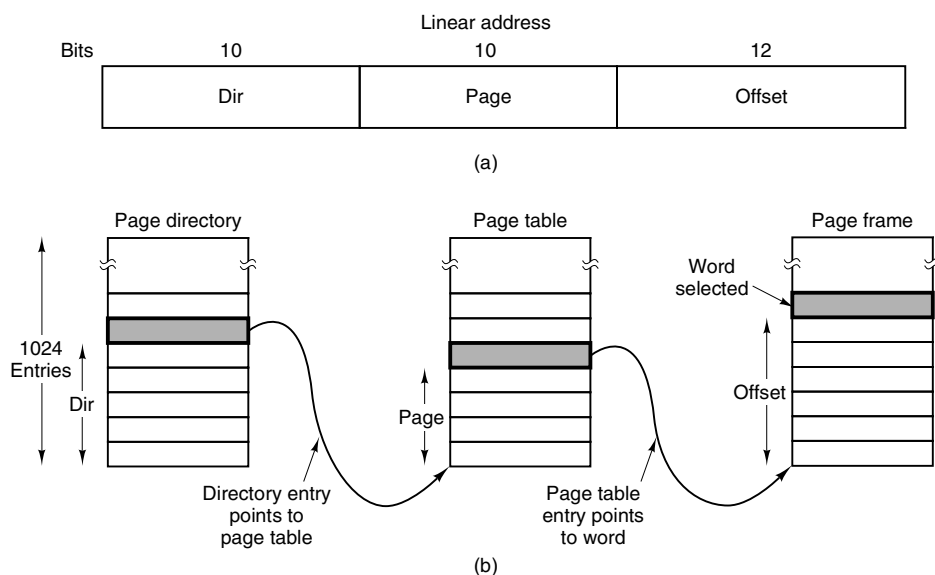 Linear address
Bits 10 10 12
Dir Page Offset
(a)
Page directory Page table Page frame
Word
selected
1024
Entries
Dir
Page
Offset
Directory entry
points to
page table
Page table
entry points
to word
(b)